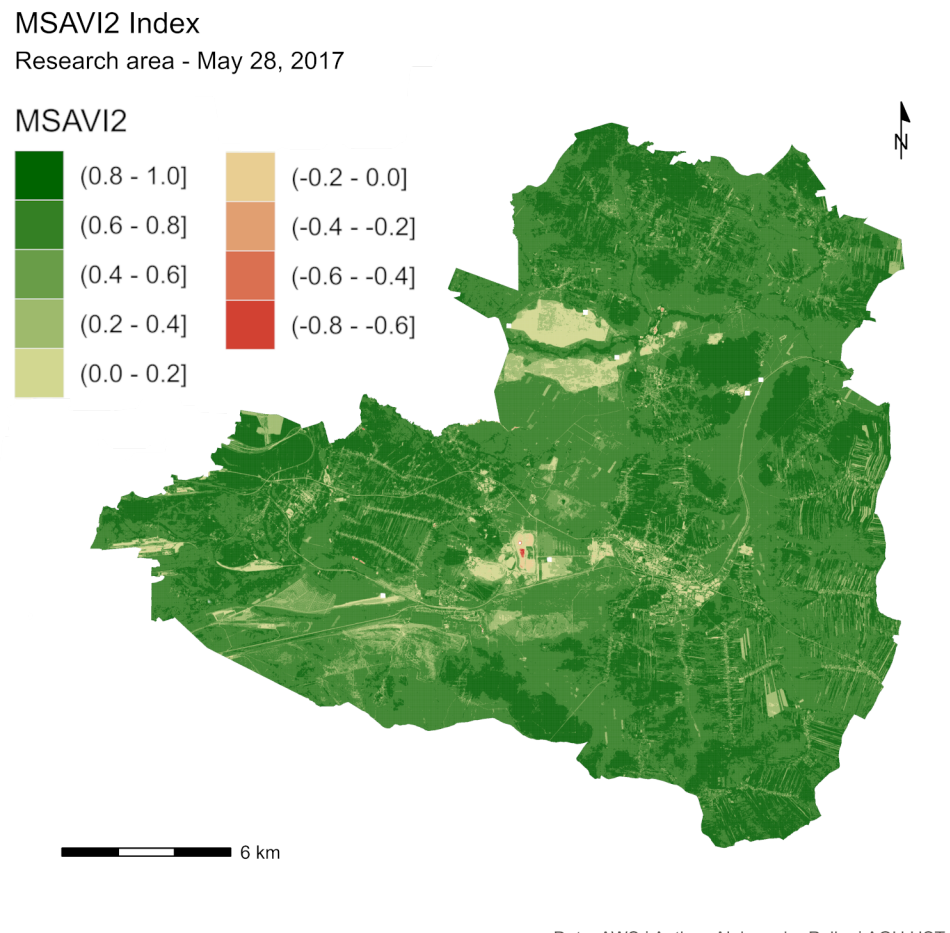 MSAVI2 Index
Research area - May 28, 2017
MSAVI2
(0.8 - 1.0]
(0.6 - 0.8]
(0.4 - 0.6]
(0.2 - 0.4]
(0.0 - 0.2]
(-0.2 - 0.0]
(-0.4 - -0.2]
(-0.6 - -0.4]
(-0.8 - -0.6]
N
6 km